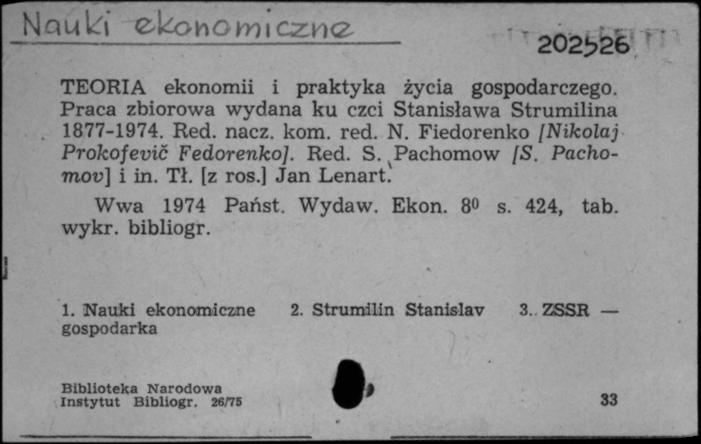 Nauki ekonomiczne
202526
TEORIA ekonomii i praktyka życia gospodarczego.
Praca zbiorowa wydana ku czci Stanisława Strumilina
1877-1974. Red. nacz. kom. red. N. Fiedorenko [Nikolaj
Prokofevič Fedorenko]. Red. S. Pachomow [S. Pacho-
mov] i in. Tł. [z ros.] Jan Lenart.
Wwa 1974 Państ. Wydaw. Ekon. 8⁰ s. 424, tab.
wykr. bibliogr.
1. Nauki ekonomiczne 2. Strumilin Stanislav 3. ZSSR —
gospodarka
Biblioteka Narodowa
Instytut Bibliogr. 26/75
33